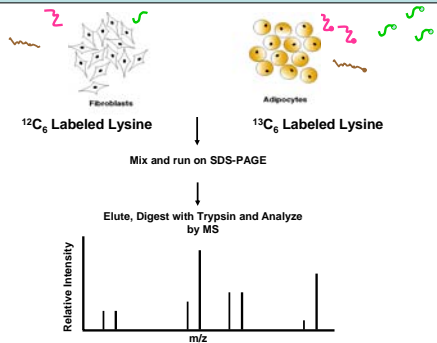 Fibroblasts
Adipocytes
¹²C₆ Labeled Lysine
¹³C₆ Labeled Lysine
Mix and run on SDS-PAGE
Elute, Digest with Trypsin and Analyze
by MS
Relative Intensity
m/z